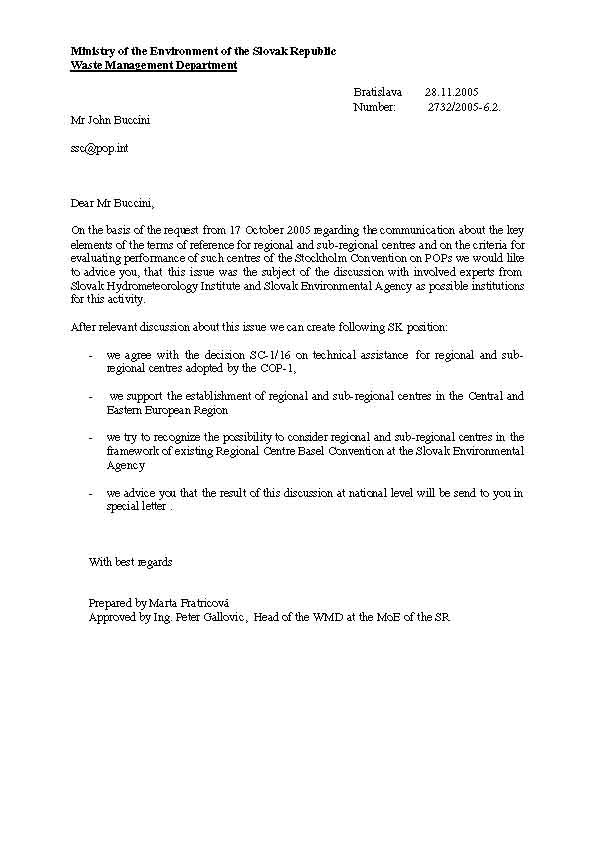 Ministry of the Environment of the Slovak Republic
Waste Management Department
Bratislava 28.11.2005
Number: 2732/2005-6.2.
Mr John Buccini
ssc@pop.int
Dear Mr Buccini,
On the basis of the request from 17 October 2005 regarding the communication about the key
elements of the terms of reference for regional and sub-regional centres and on the criteria for
evaluating performance of such centres of the Stockholm Convention on POPs we would like
to advice you, that this issue was the subject of the discussion with involved experts from
Slovak Hydrometeorology Institute and Slovak Environmental Agency as possible institutions
for this activity.
After relevant discussion about this issue we can create following SK position:
- we agree with the decision SC-1/16 on technical assistance for regional and sub-
regional centres adopted by the COP-1,
- we support the establishment of regional and sub-regional centres in the Central and
Eastern European Region
- we try to recognize the possibility to consider regional and sub-regional centres in the
framework of existing Regional Centre Basel Convention at the Slovak Environmental
Agency
- we advice you that the result of this discussion at national level will be send to you in
special letter .
With best regards
Prepared by Marta Fratricová
Approved by Ing. Peter Gallovic, Head of the WMD at the MoE of the SR